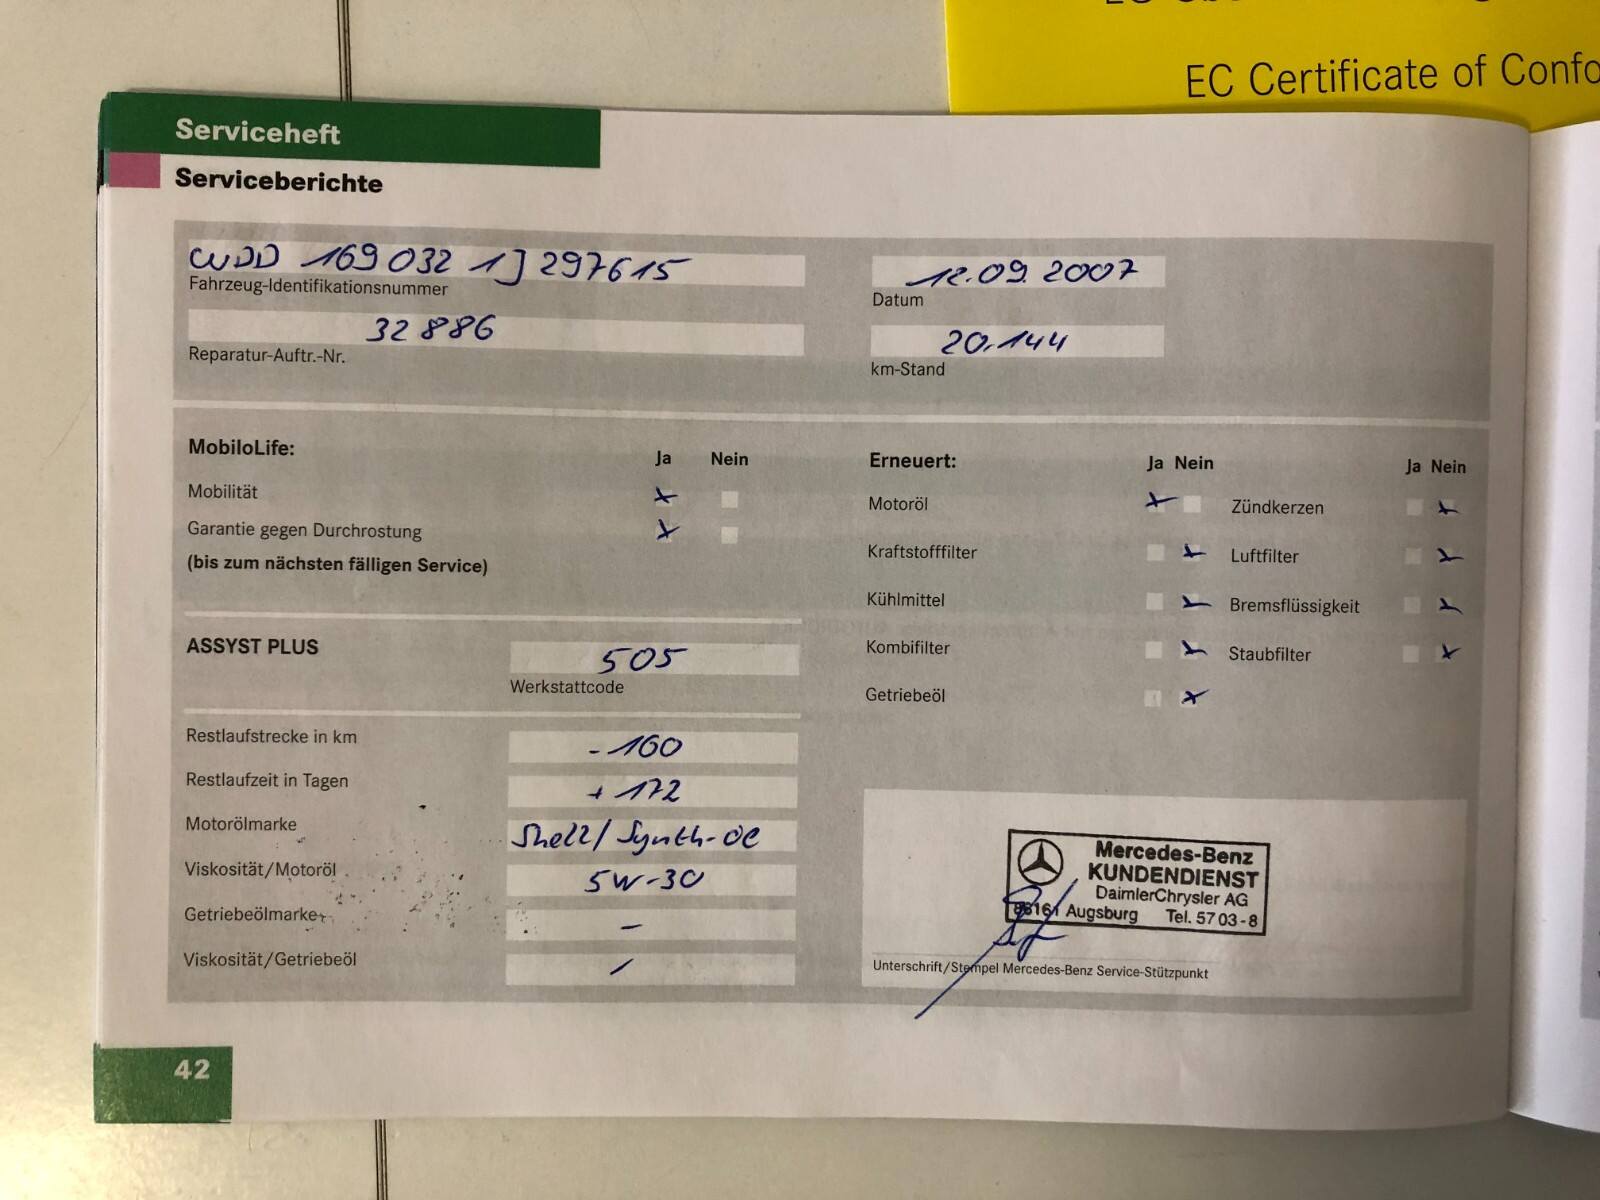 EC Certificate of Confo
Serviceheft
Serviceberichte
WDD 169 032 1J 297615
Fahrzeug-Identifikationsnummer
12.09.2007
Datum
32886
Reparatur-Auftr.-Nr.
20.144
km-Stand
MobiloLife:
Ja Nein
Mobilität
Garantie gegen Durchrostung
(bis zum nächsten fälligen Service)
ASSYST PLUS
505
Werkstattcode
Restlaufstrecke in km
- 160
Restlaufzeit in Tagen
+ 172
Motorölmarke
Shell/Synth-Oel
Viskosität/Motoröl
5W-30
Getriebeölmarke
-
Viskosität/Getriebeöl
/
Erneuert:
Ja Nein
Ja Nein
Motoröl
Zündkerzen
Kraftstofffilter
Luftfilter
Kühlmittel
Bremsflüssigkeit
Kombifilter
Staubfilter
Getriebeöl
Mercedes-Benz
KUNDENDIENST
DaimlerChrysler AG
86161 Augsburg Tel. 57 03-8
Unterschrift/Stempel Mercedes-Benz Service-Stützpunkt
42